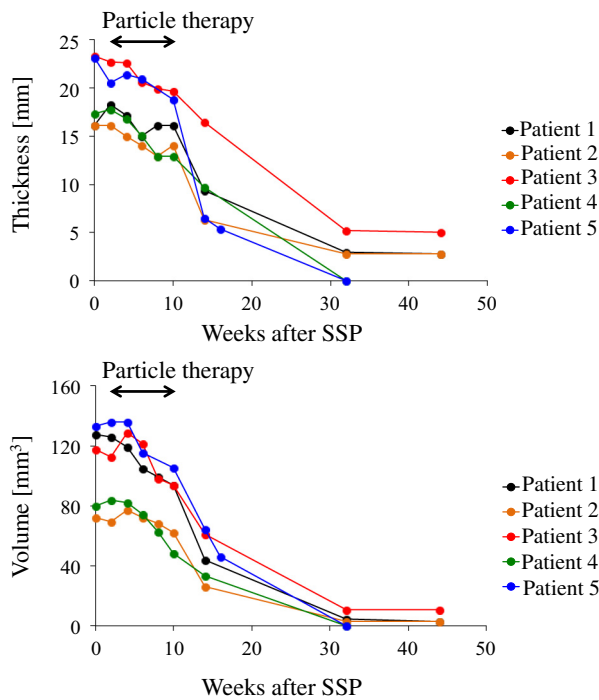 Particle therapy
25
20
15
10
5
0
Thickness [mm]
0 10 20 30 40 50
Weeks after SSP
Patient 1
Patient 2
Patient 3
Patient 4
Patient 5
Particle therapy
160
120
80
40
0
Volume [mm³]
0 10 20 30 40 50
Weeks after SSP
Patient 1
Patient 2
Patient 3
Patient 4
Patient 5